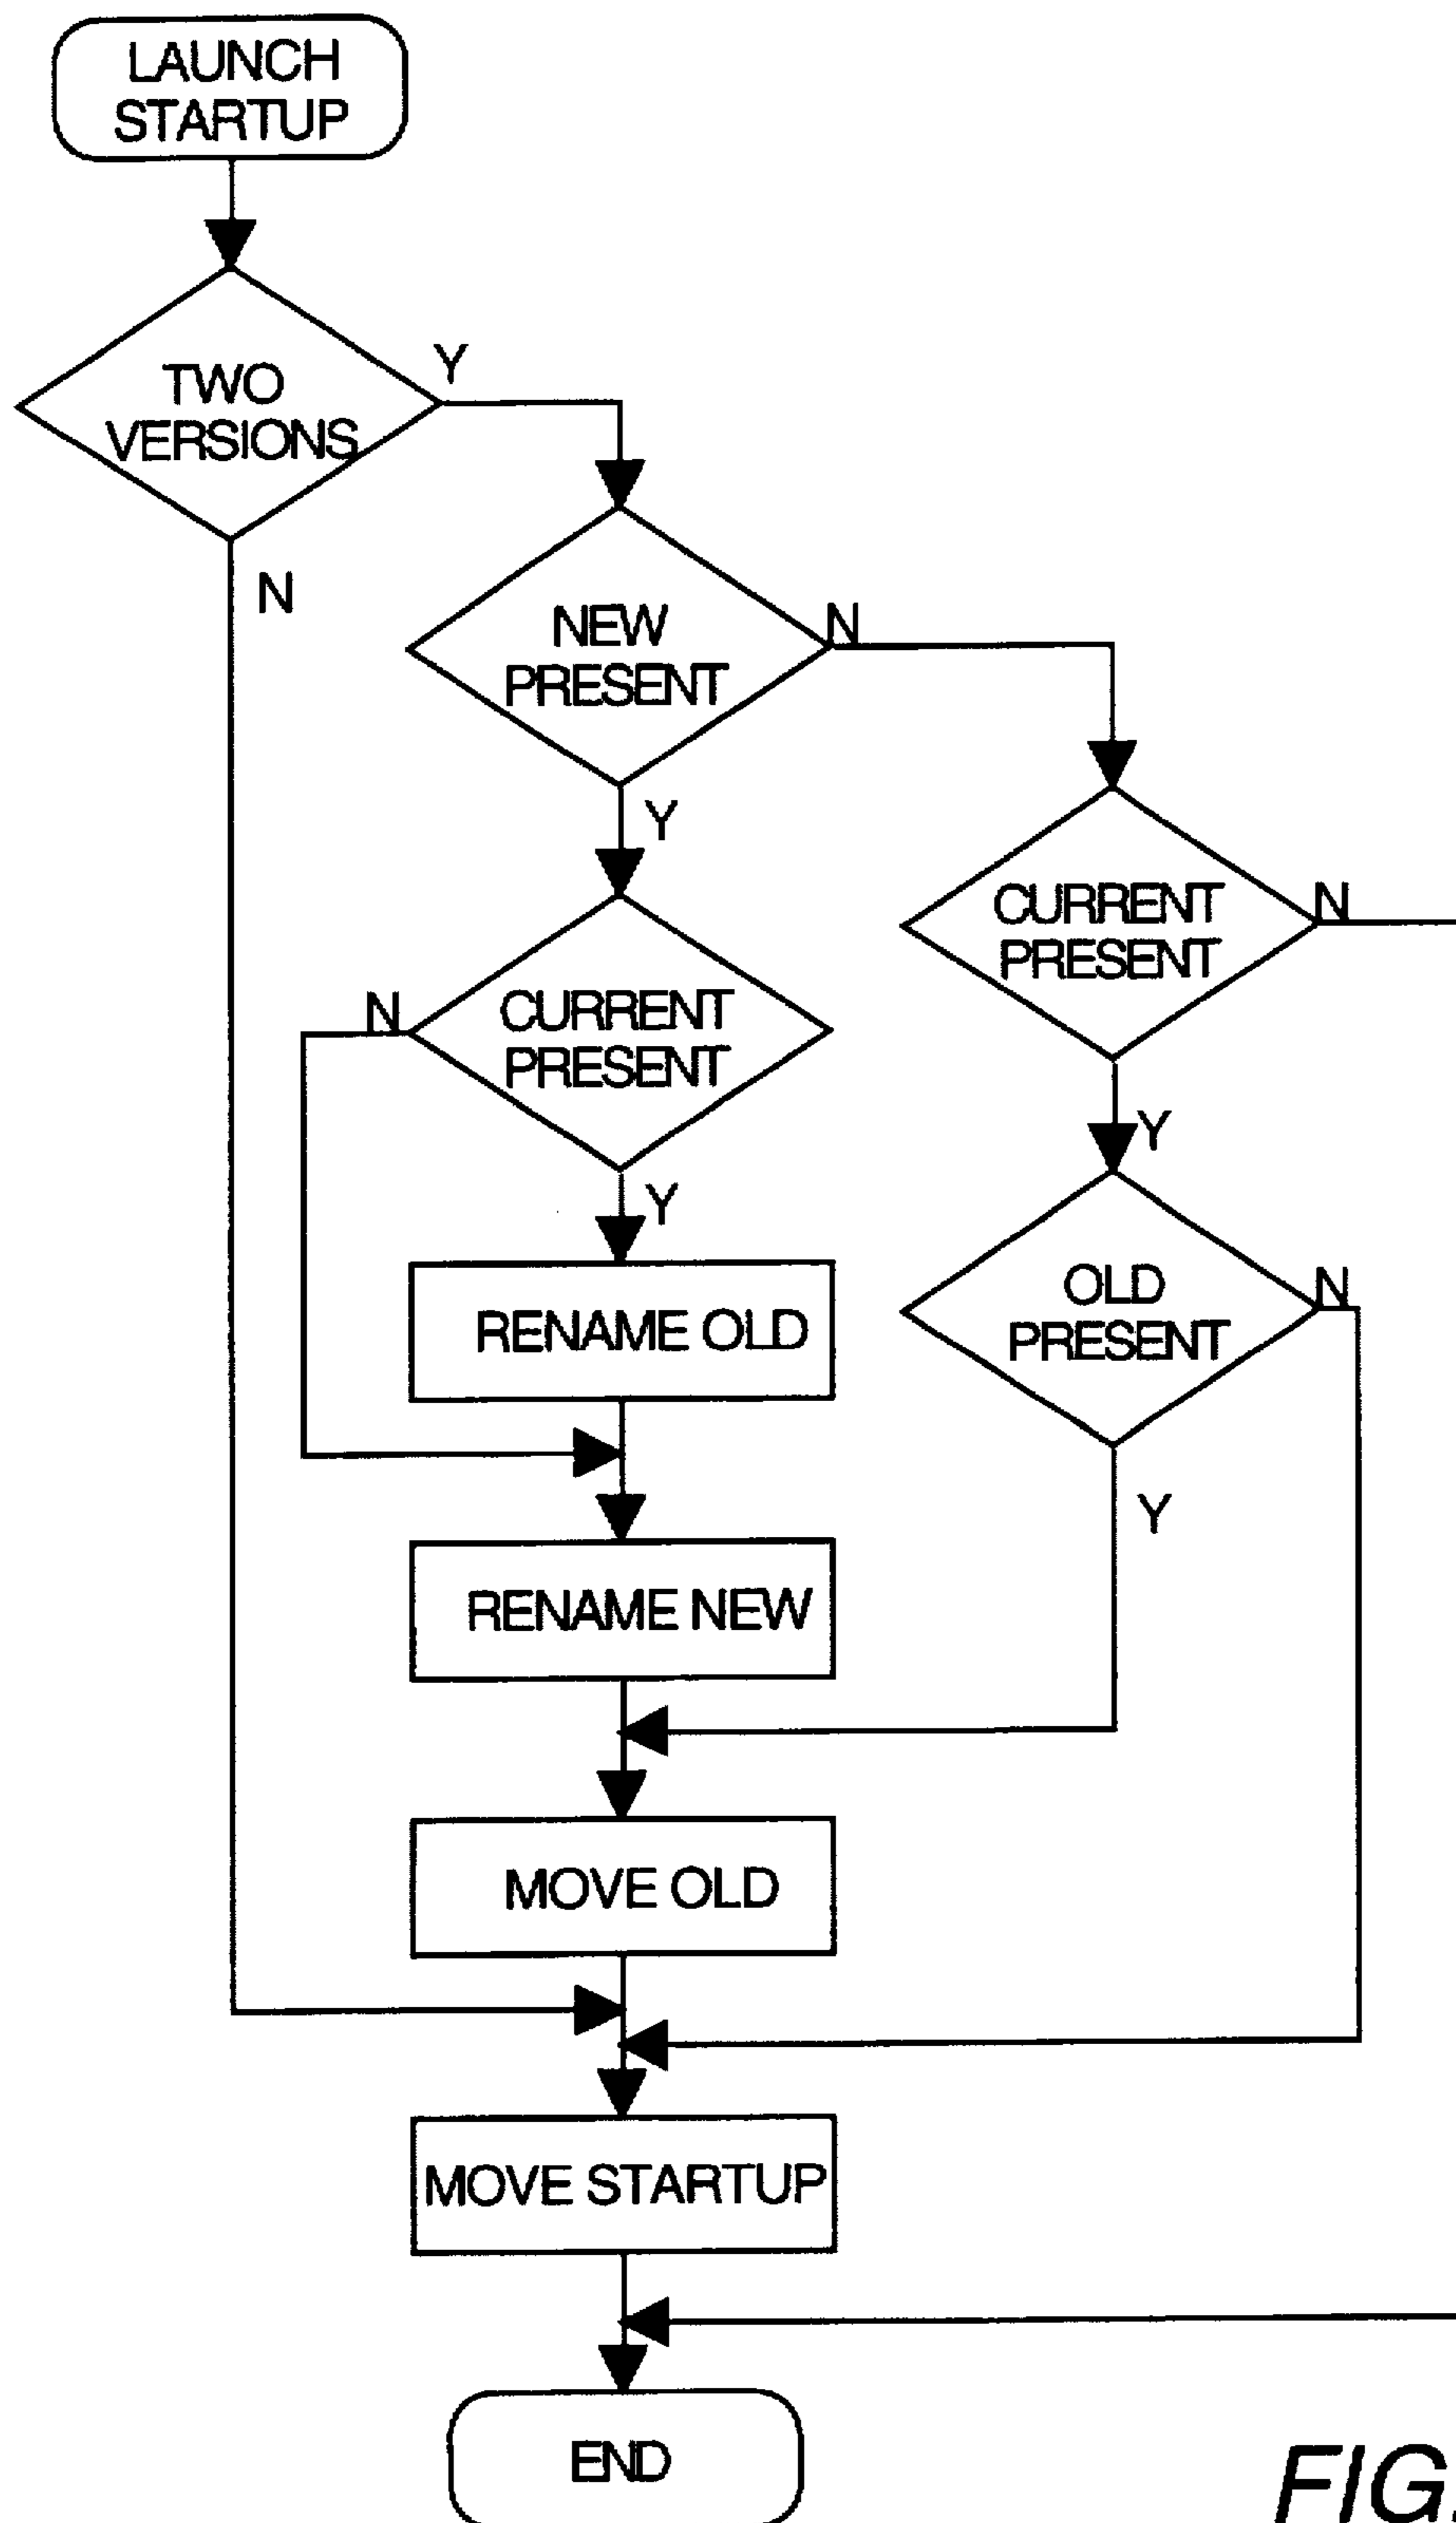 LAUNCH
STARTUP
TWO
VERSIONS
Y
N
NEW
PRESENT
N
Y
CURRENT
PRESENT
N
Y
CURRENT
PRESENT
N
Y
RENAME OLD
OLD
PRESENT
N
Y
RENAME NEW
MOVE OLD
MOVE STARTUP
END
FIG.